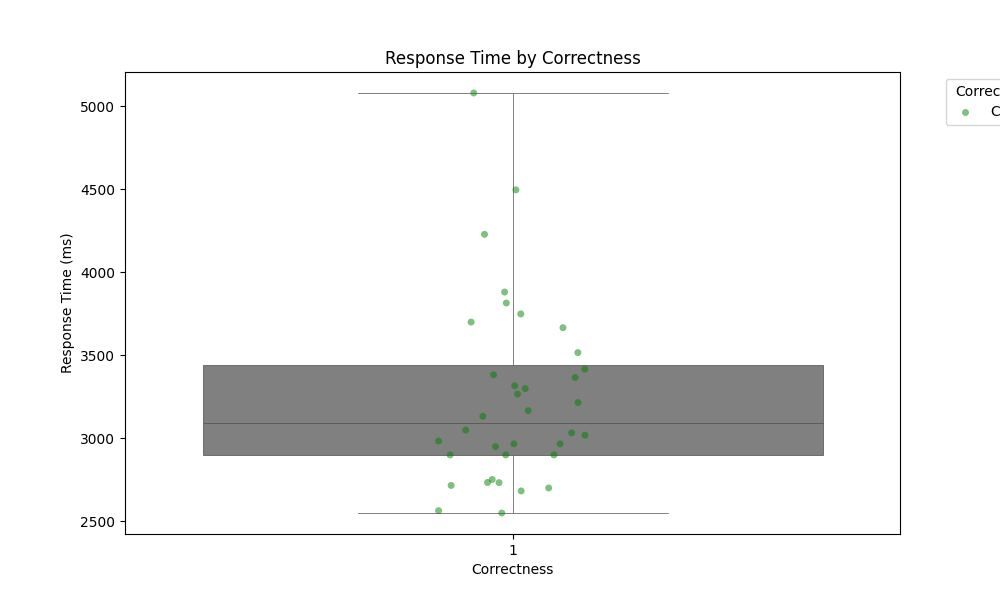 Response Time by Correctness
5000
4500
4000
3500
3000
2500
Response Time (ms)
1
Correctness
Correc
C